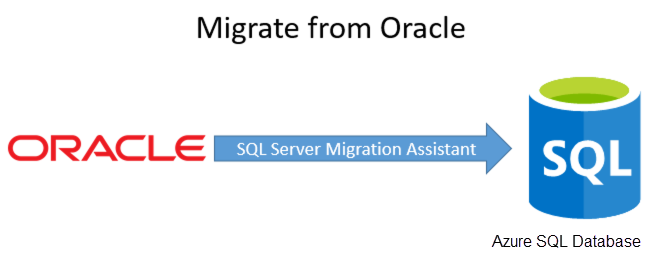 Migrate from Oracle
ORACLE
SQL Server Migration Assistant
SQL
Azure SQL Database